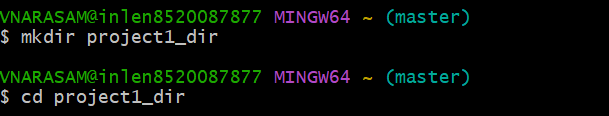 VNARASAM@inlen8520087877 MINGW64 ~ (master)
$ mkdir project1_dir
VNARASAM@inlen8520087877 MINGW64 ~ (master)
$ cd project1_dir